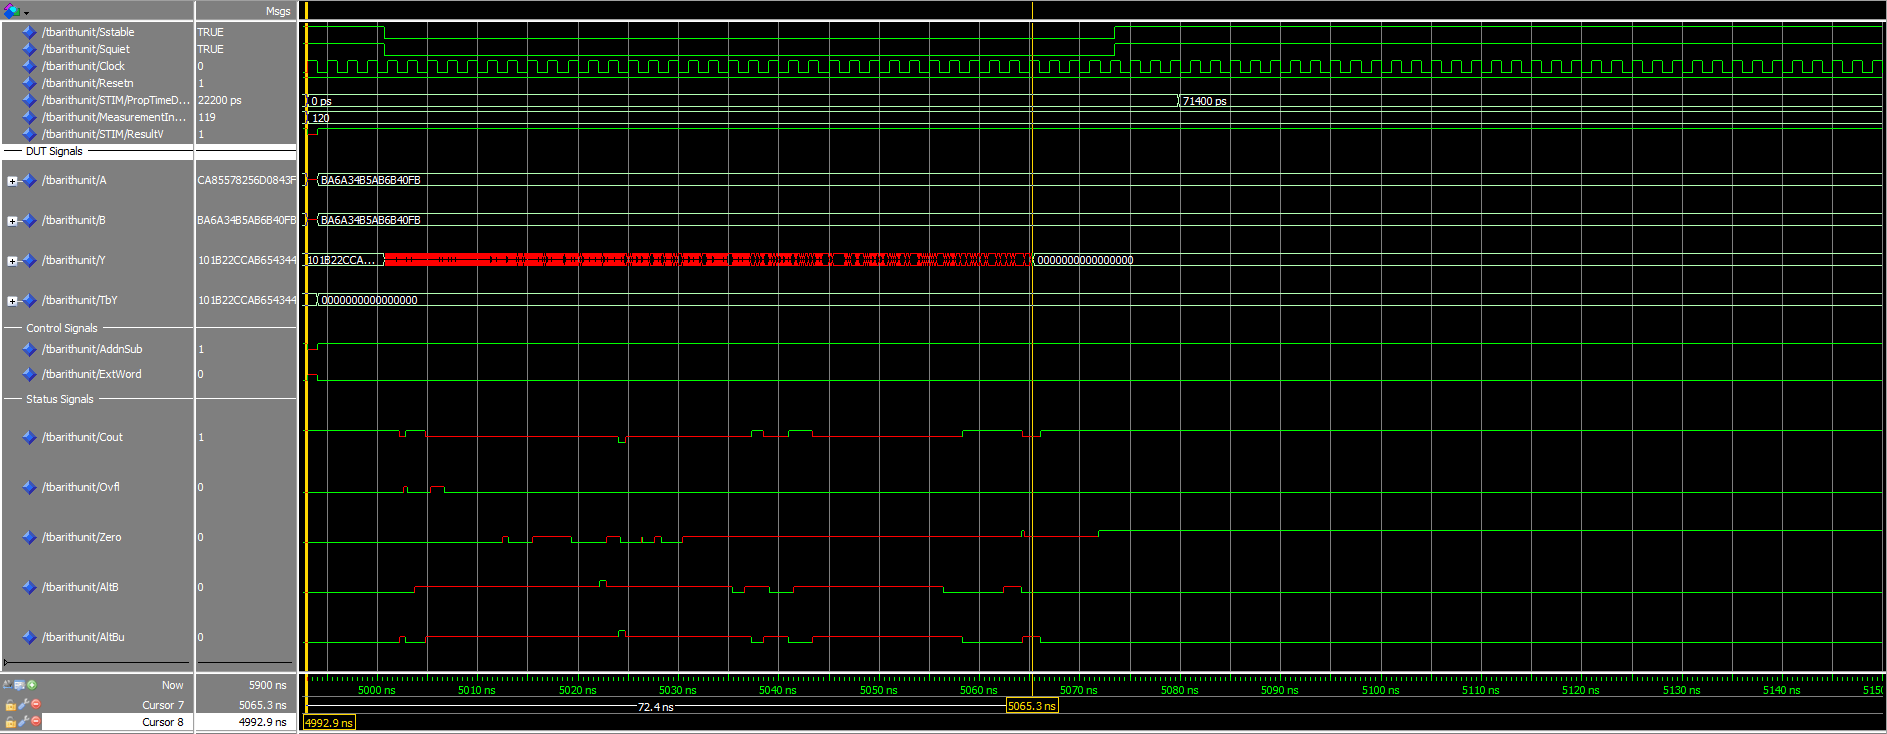 Msgs
/tbarithunit/Sstable TRUE
/tbarithunit/Squiet TRUE
/tbarithunit/Clock 0
/tbarithunit/Resetn 1
/tbarithunit/STIM/PropTimeD... 22200 ps 0 ps 71400 ps
/tbarithunit/MeasurementIn... 119 120
/tbarithunit/STIM/ResultV 1
DUT Signals
/tbarithunit/A CA85578256D0843F BA6A34B5AB6B40FB
/tbarithunit/B BA6A34B5AB6B40FB BA6A34B5AB6B40FB
/tbarithunit/Y 101B22CCAB654344 101B22CCA... 0000000000000000
/tbarithunit/TbY 101B22CCAB654344 0000000000000000
Control Signals
/tbarithunit/AddnSub 1
/tbarithunit/ExtWord 0
Status Signals
/tbarithunit/Cout 1
/tbarithunit/Ovfl 0
/tbarithunit/Zero 0
/tbarithunit/AltB 0
/tbarithunit/AltBu 0
Now 5900 ns 5000 ns 5010 ns 5020 ns 5030 ns 5040 ns 5050 ns 5060 ns 5070 ns 5080 ns 5090 ns 5100 ns 5110 ns 5120 ns 5130 ns 5140 ns 5150
Cursor 7 5065.3 ns 72.4 ns 5065.3 ns
Cursor 8 4992.9 ns 4992.9 ns